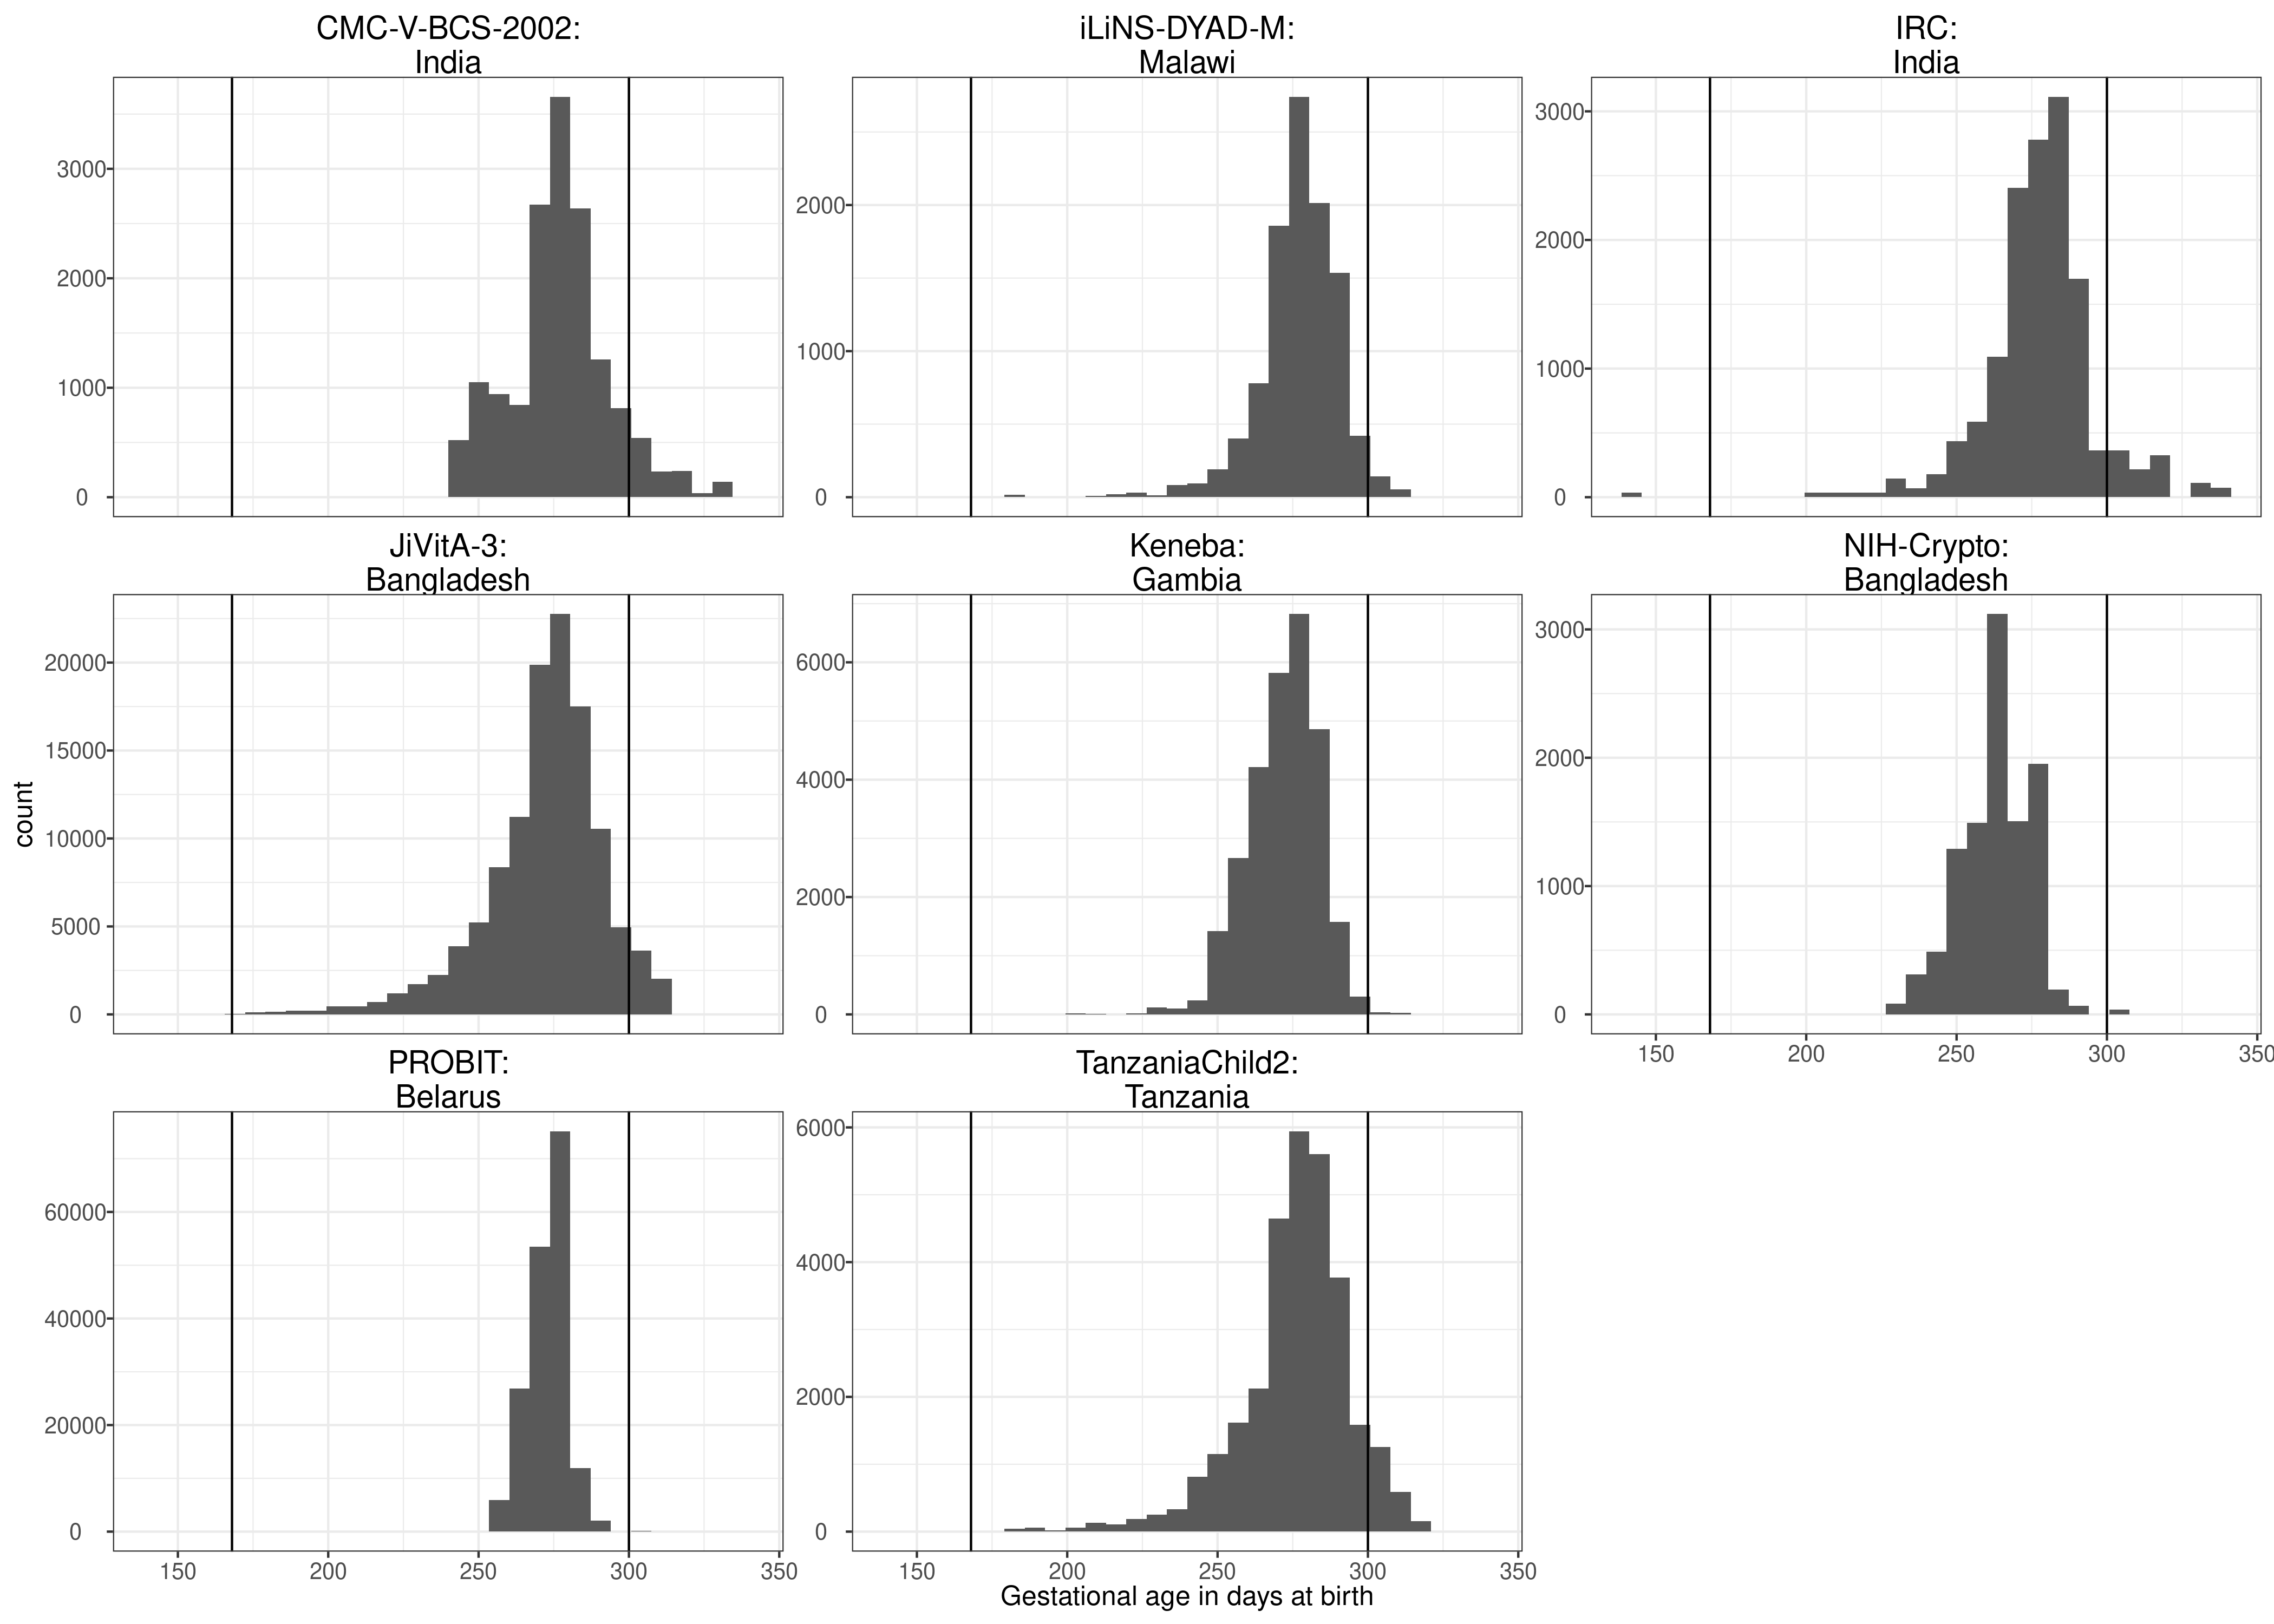 CMC-V-BCS-2002:
India
iLiNS-DYAD-M:
Malawi
IRC:
India
3000
2000
1000
0
2000
1000
0
3000
2000
1000
0
JiVitA-3:
Bangladesh
Keneba:
Gambia
NIH-Crypto:
Bangladesh
count
20000
15000
10000
5000
0
6000
4000
2000
0
3000
2000
1000
0
150 200 250 300 350
PROBIT:
Belarus
TanzaniaChild2:
Tanzania
60000
40000
20000
0
6000
4000
2000
0
150 200 250 300 350
150 200 250 300 350
Gestational age in days at birth